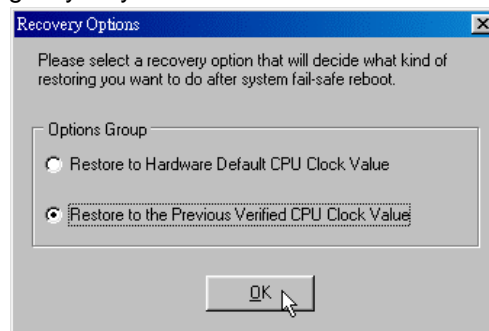 Recovery Options
Please select a recovery option that will decide what kind of
restoring you want to do after system fail-safe reboot.
Options Group
Restore to Hardware Default CPU Clock Value
Restore to the Previous Verified CPU Clock Value
OK